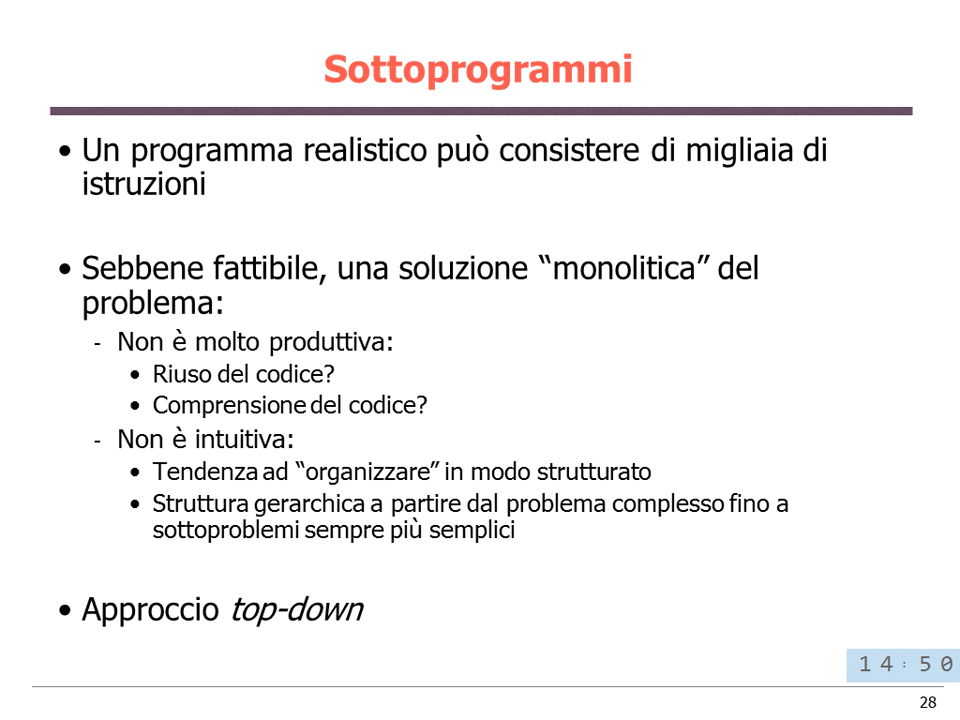 Sottoprogrammi
• Un programma realistico può consistere di migliaia di
istruzioni
• Sebbene fattibile, una soluzione “monolitica” del
problema:
- Non è molto produttiva:
• Riuso del codice?
• Comprensione del codice?
- Non è intuitiva:
• Tendenza ad “organizzare” in modo strutturato
• Struttura gerarchica a partire dal problema complesso fino a
sottoproblemi sempre più semplici
• Approccio top-down
14:50
28